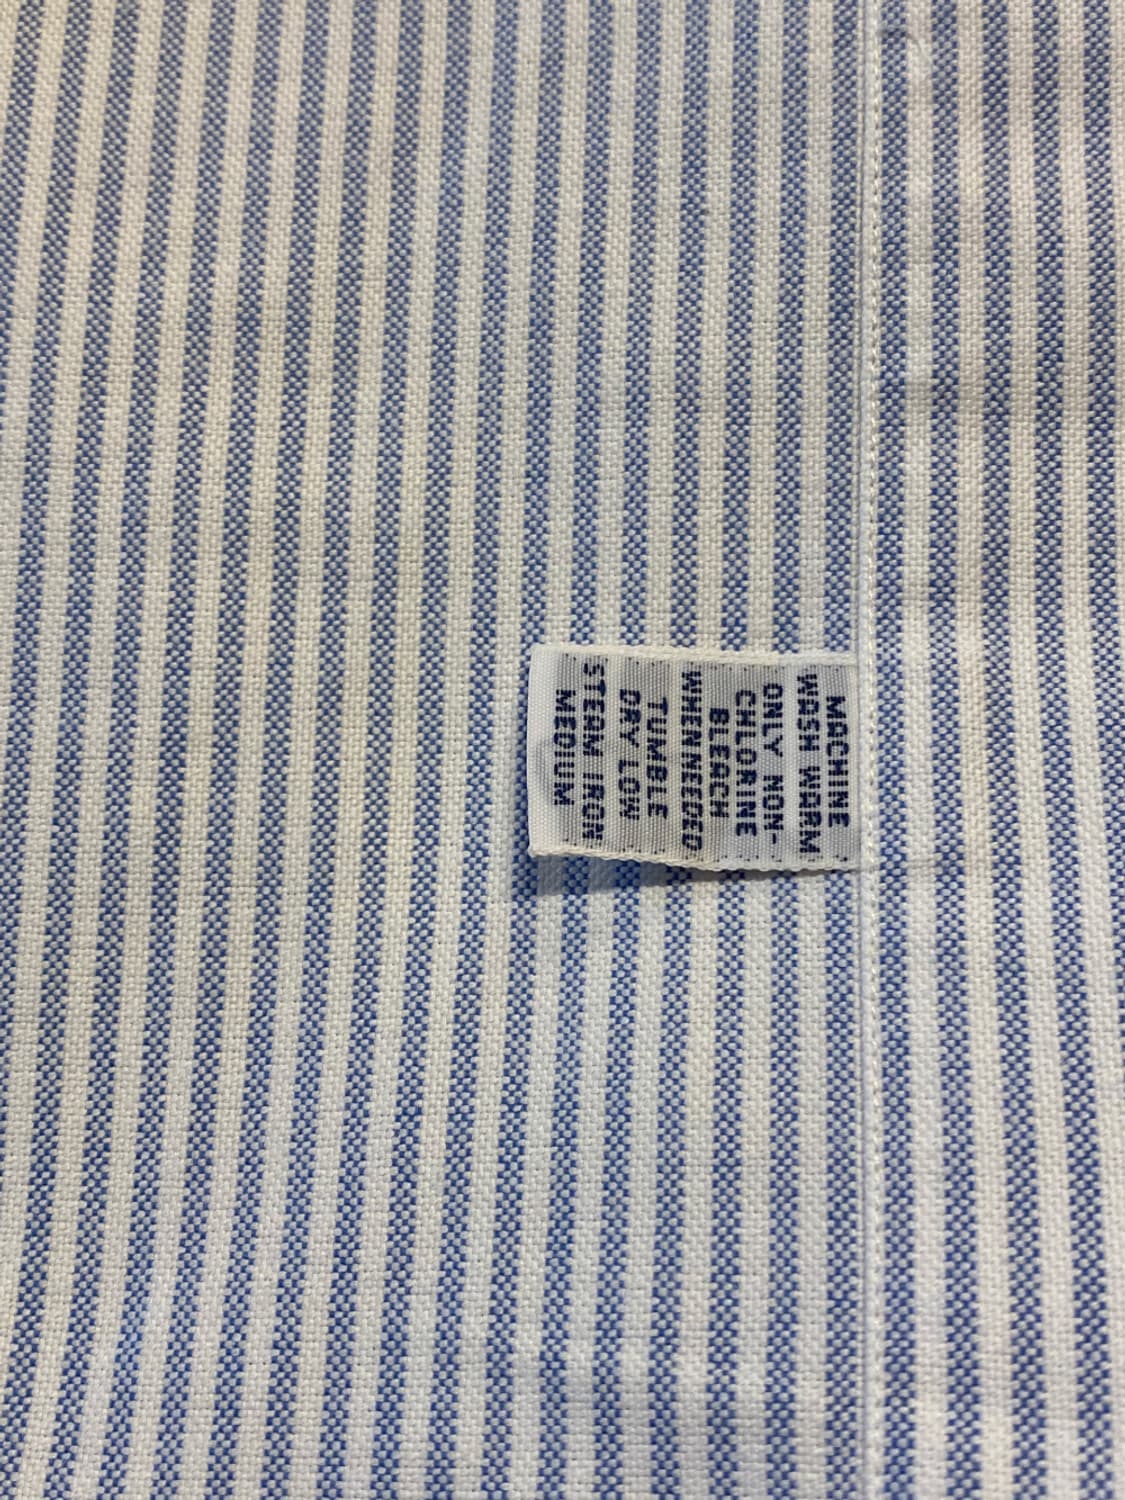 MACHINE
WASH WARM
ONLY NON-
CHLORINE
BLEACH
WHEN NEEDED
TUMBLE
DRY LOW
STEAM IRON
MEDIUM